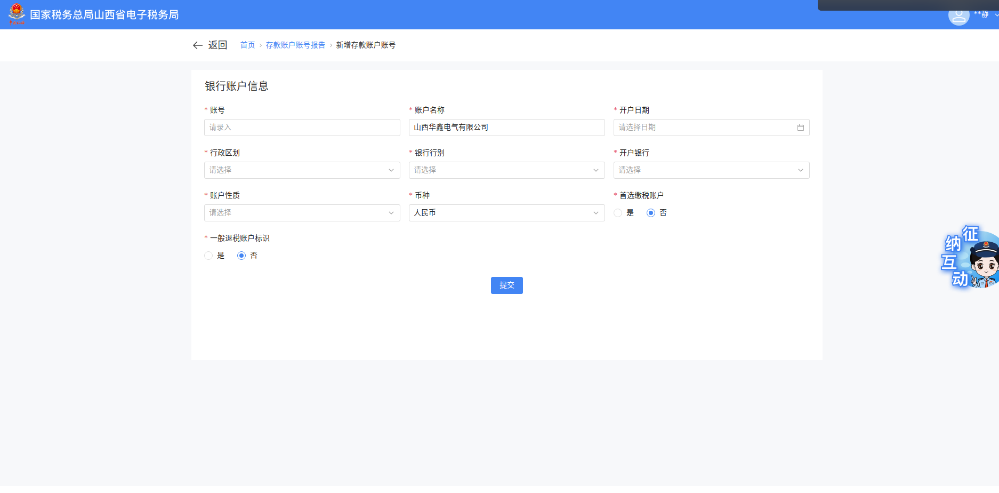 国家税务总局山西省电子税务局
**静
返回 首页 > 存款账户账号报告 > 新增存款账户账号
银行账户信息
* 账号 * 账户名称 * 开户日期
请录入 山西华鑫电气有限公司 请选择日期
* 行政区划 * 银行行别 * 开户银行
请选择 请选择 请选择
* 账户性质 * 币种 * 首选缴税账户
请选择 人民币 是 否
* 一般退税账户标识
是 否
提交
征
纳
互
动